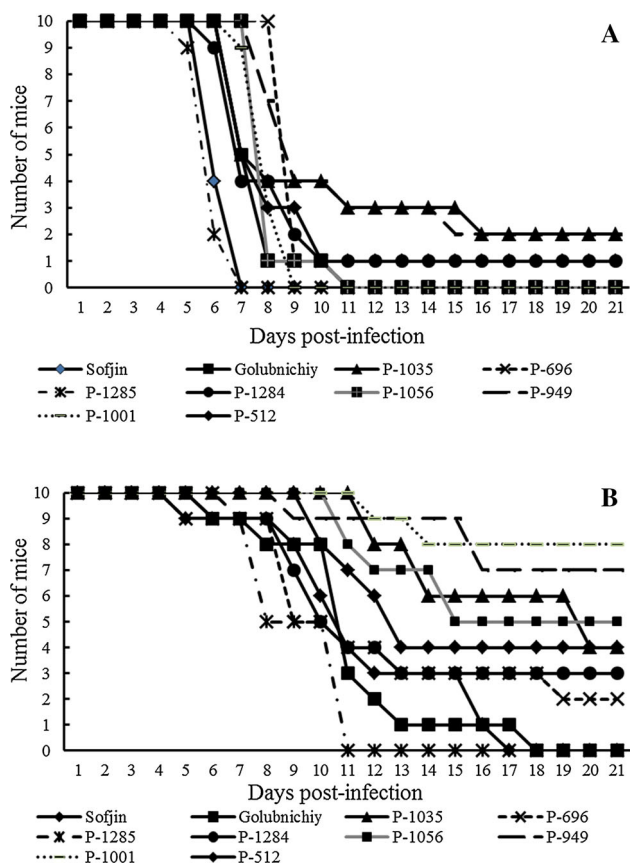 A
Number of mice
10
9
8
7
6
5
4
3
2
1
0
1 2 3 4 5 6 7 8 9 10 11 12 13 14 15 16 17 18 19 20 21
Days post-infection
Sofjin Golubnichiy P-1035 P-696
P-1285 P-1284 P-1056 P-949
P-1001 P-512
B
Number of mice
10
9
8
7
6
5
4
3
2
1
0
1 2 3 4 5 6 7 8 9 10 11 12 13 14 15 16 17 18 19 20 21
Days post-infection
Sofjin Golubnichiy P-1035 P-696
P-1285 P-1284 P-1056 P-949
P-1001 P-512